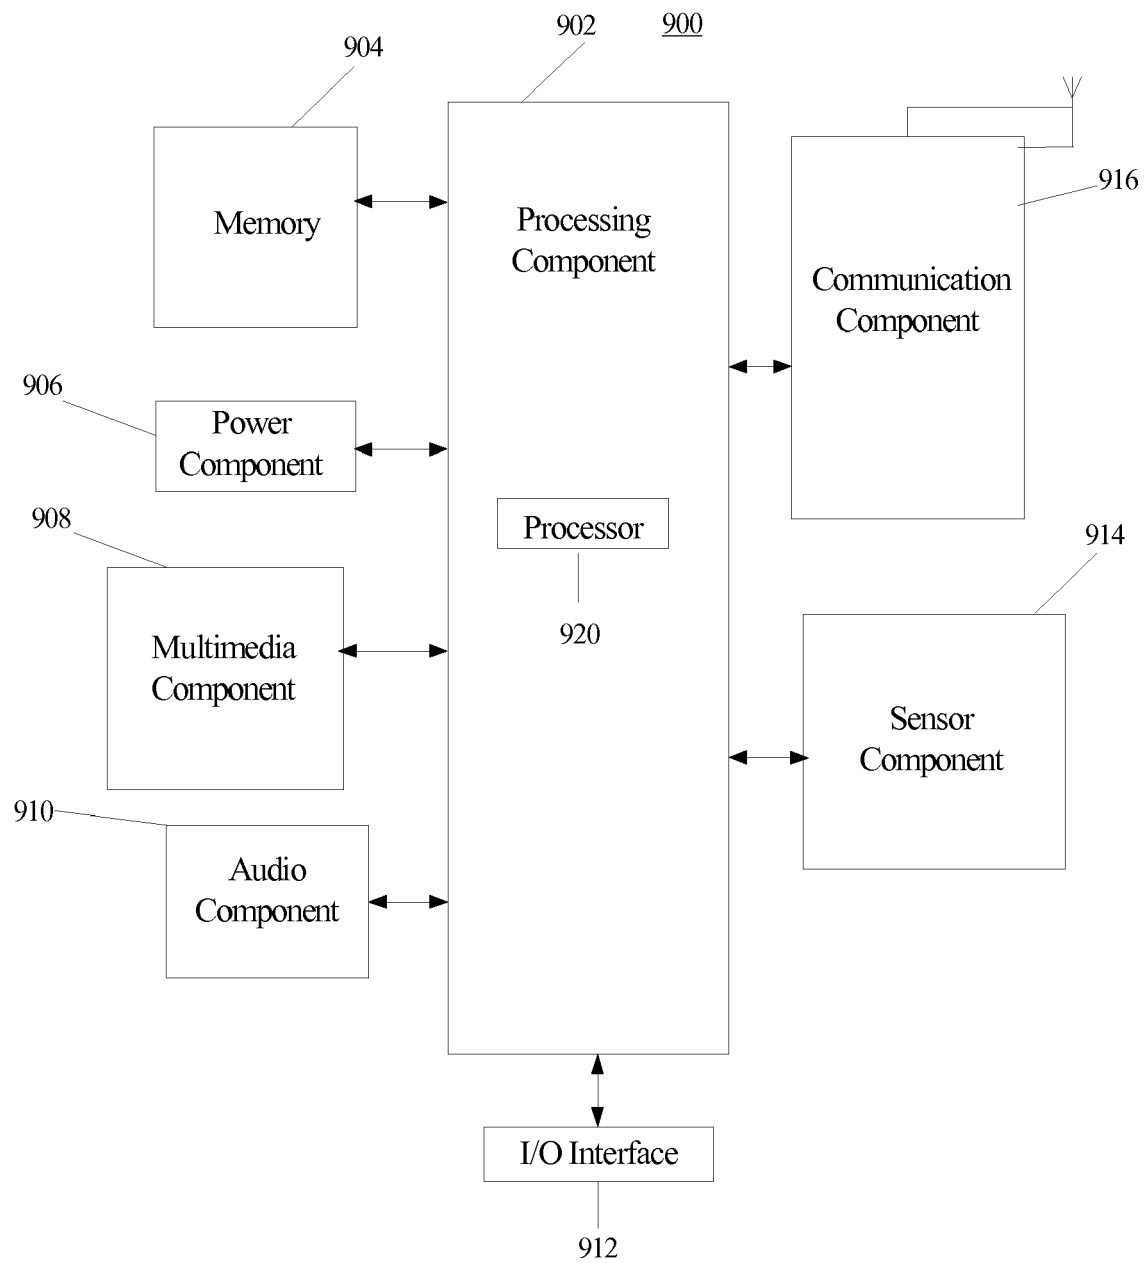 902
900
904
Memory
Processing
Component
916
Communication
Component
906
Power
Component
908
Processor
914
920
Multimedia
Component
Sensor
Component
910
Audio
Component
I/O Interface
912